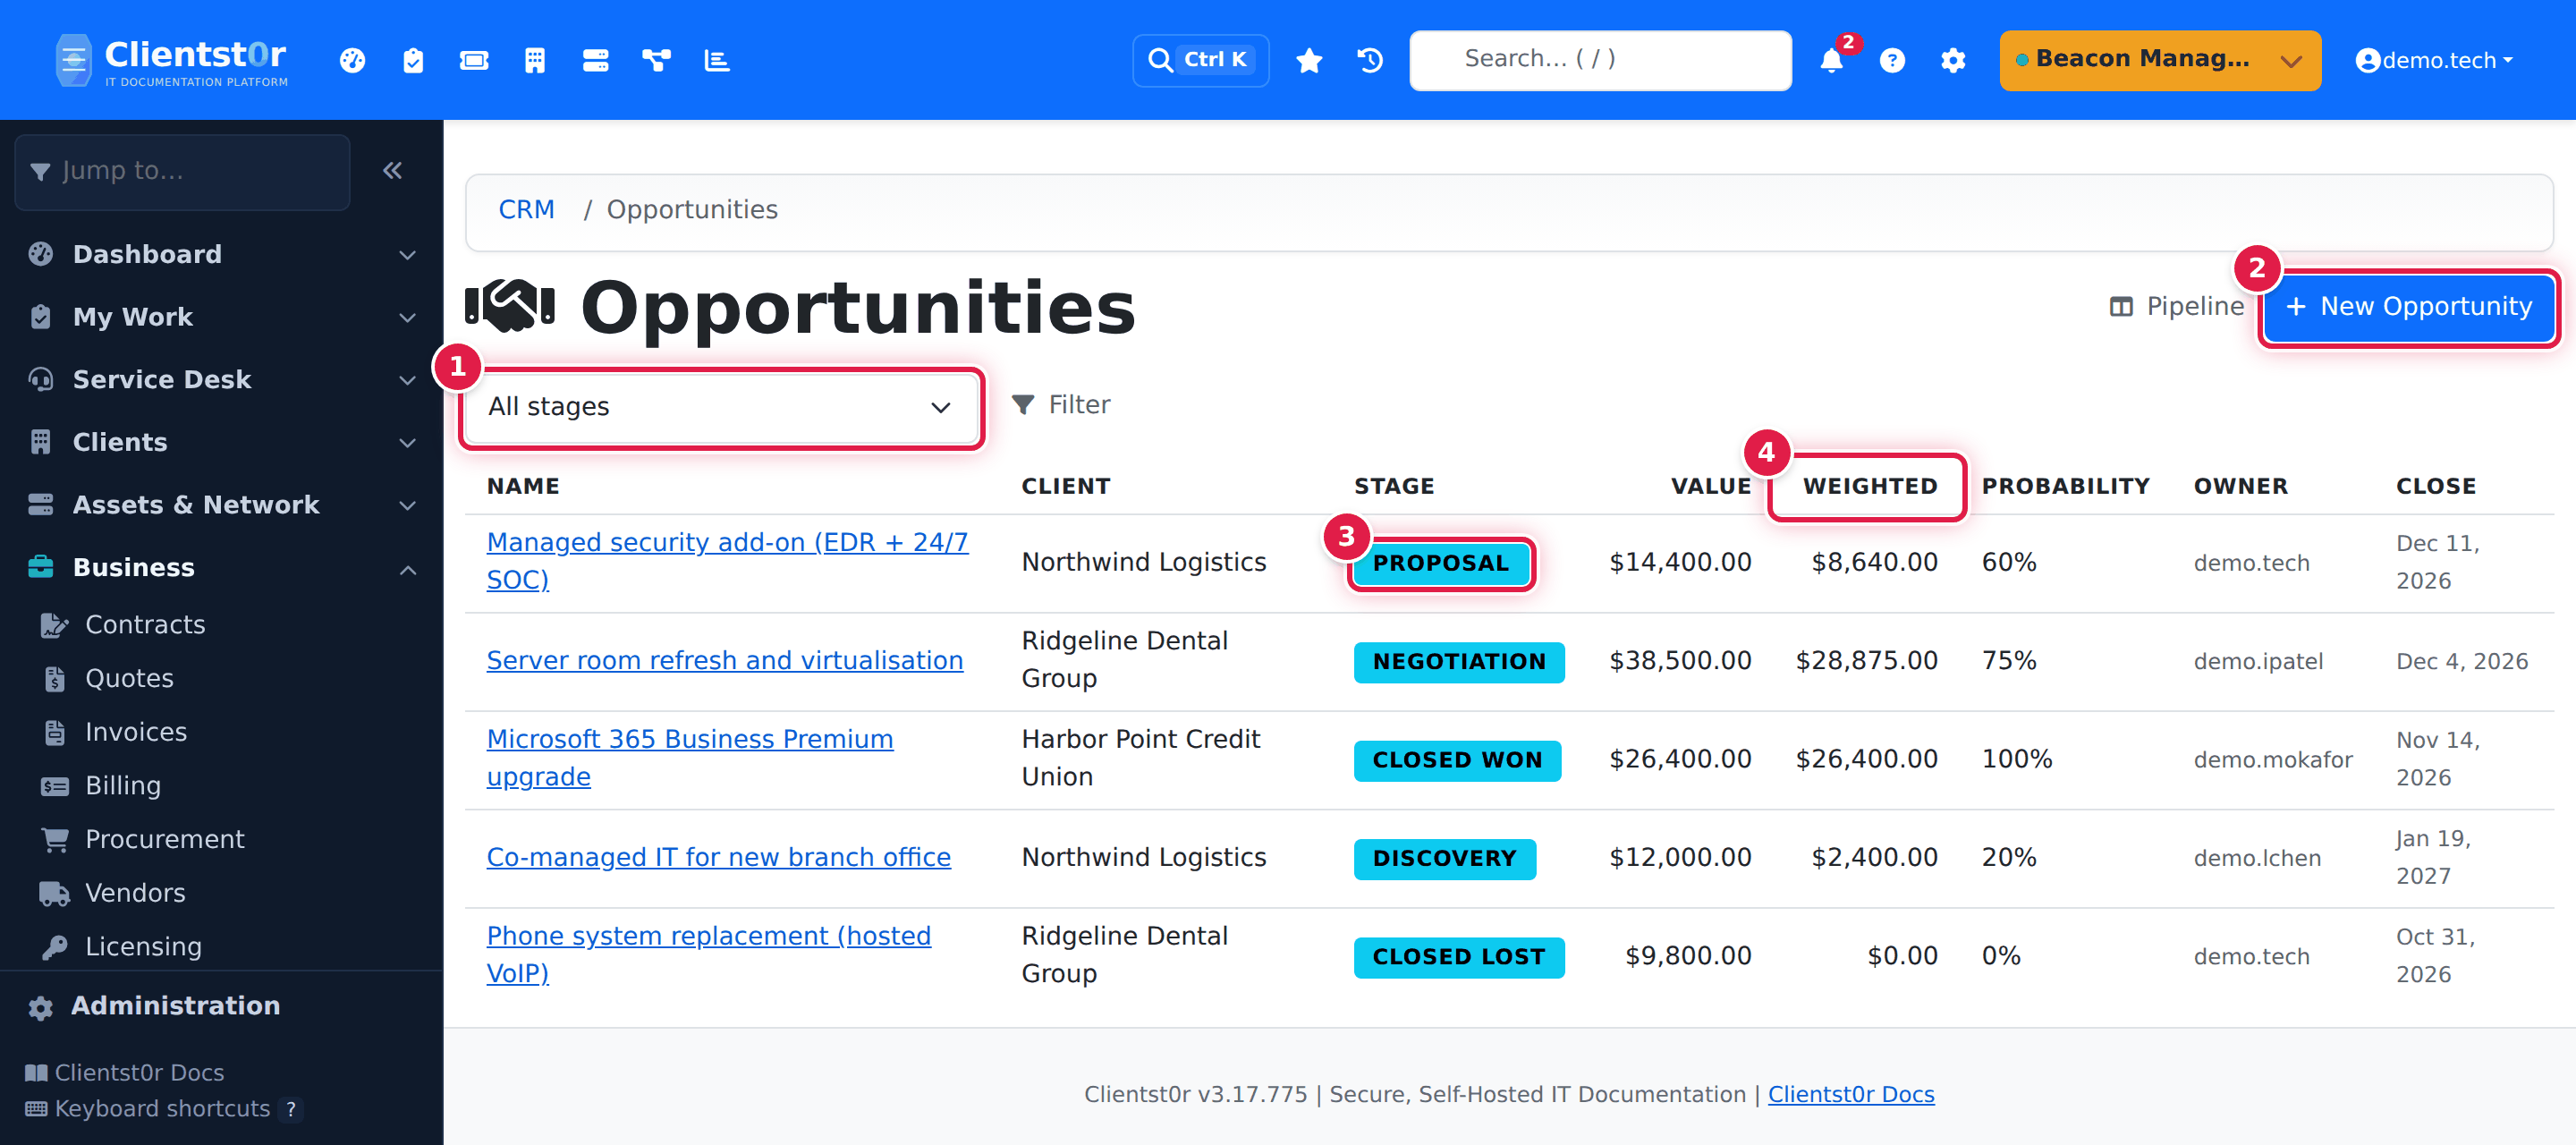 Clientst0r
IT DOCUMENTATION PLATFORM
Ctrl K
Search... ( / )
2
?
Beacon Manag...
demo.tech
Jump to...
Dashboard
My Work
Service Desk
Clients
Assets & Network
Business
Contracts
Quotes
Invoices
Billing
Procurement
Vendors
Licensing
Administration
Clientst0r Docs
Keyboard shortcuts ?
CRM / Opportunities
Opportunities
Pipeline
2
+ New Opportunity
1
All stages
Filter
4
NAME CLIENT STAGE VALUE WEIGHTED PROBABILITY OWNER CLOSE
3
Managed security add-on (EDR + 24/7
SOC)
Northwind Logistics
PROPOSAL
$14,400.00
$8,640.00
60%
demo.tech
Dec 11,
2026
Server room refresh and virtualisation
Ridgeline Dental
Group
NEGOTIATION
$38,500.00
$28,875.00
75%
demo.ipatel
Dec 4, 2026
Microsoft 365 Business Premium
upgrade
Harbor Point Credit
Union
CLOSED WON
$26,400.00
$26,400.00
100%
demo.mokafor
Nov 14,
2026
Co-managed IT for new branch office
Northwind Logistics
DISCOVERY
$12,000.00
$2,400.00
20%
demo.lchen
Jan 19,
2027
Phone system replacement (hosted
VoIP)
Ridgeline Dental
Group
CLOSED LOST
$9,800.00
$0.00
0%
demo.tech
Oct 31,
2026
Clientst0r v3.17.775 | Secure, Self-Hosted IT Documentation | Clientst0r Docs